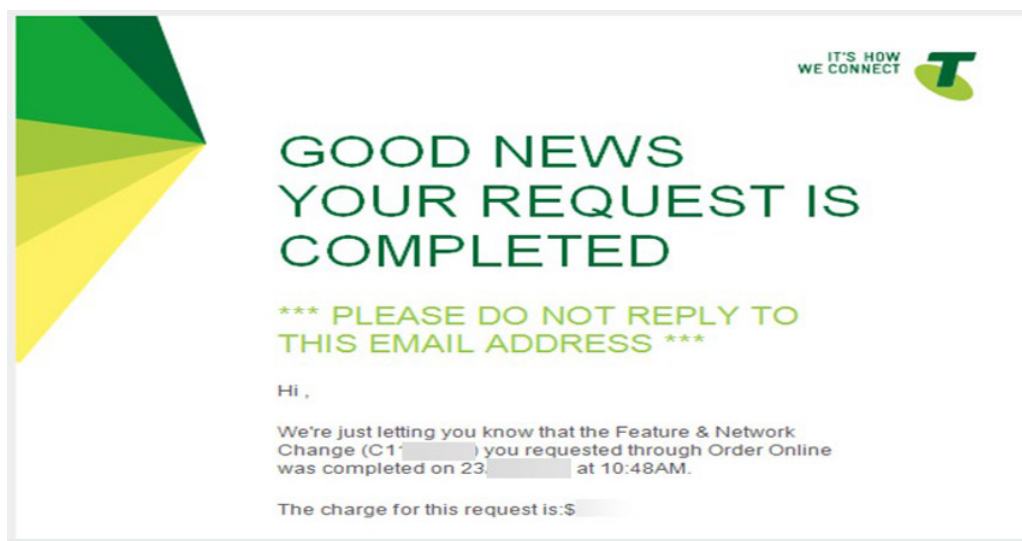 IT'S HOW
WE CONNECT
GOOD NEWS
YOUR REQUEST IS
COMPLETED
*** PLEASE DO NOT REPLY TO
THIS EMAIL ADDRESS ***
Hi ,
We're just letting you know that the Feature & Network
Change (C11 ) you requested through Order Online
was completed on 23 at 10:48AM.
The charge for this request is:$